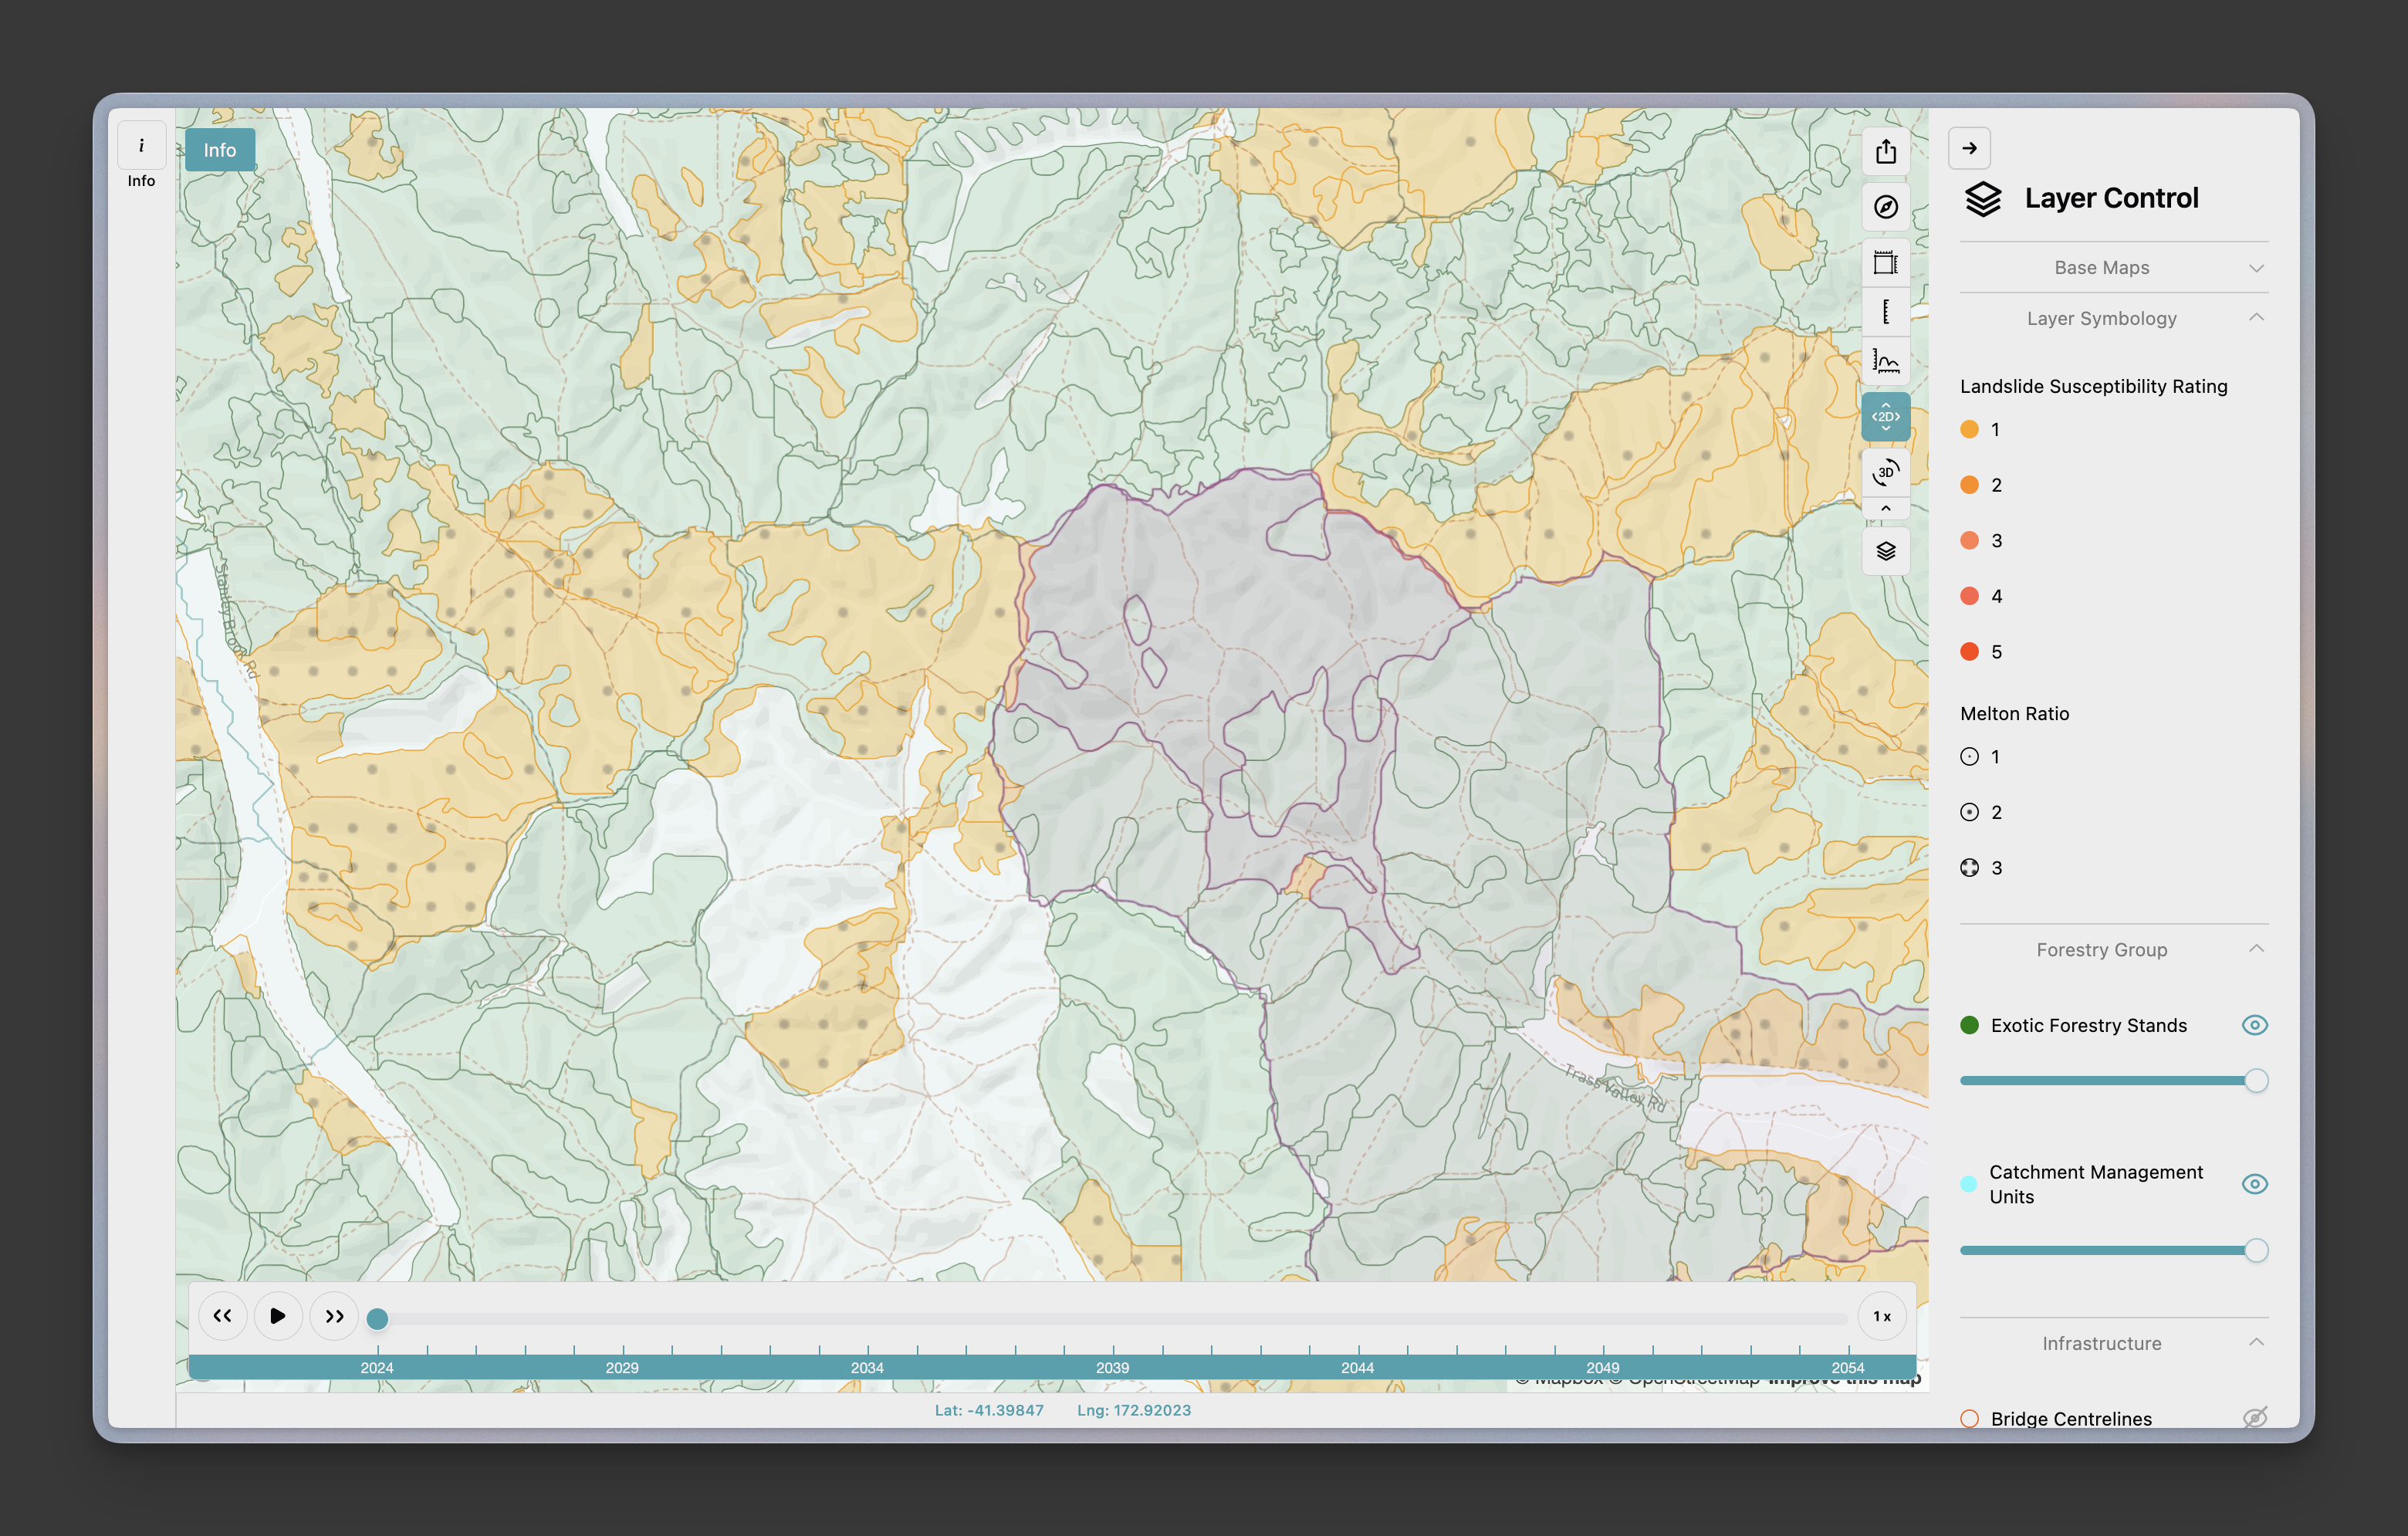 i
Info
Info
Layer Control
Base Maps
Layer Symbology
Landslide Susceptibility Rating
1
2
3
4
5
Melton Ratio
1
2
3
Forestry Group
Exotic Forestry Stands
Catchment Management
Units
Infrastructure
Bridge Centrelines
2D
3D
Stanley Brook Rd
Trass Valley Rd
1 x
2024 2029 2034 2039 2044 2049 2054
© Mapbox © OpenStreetMap Improve this map
Lat: -41.39847 Lng: 172.92023